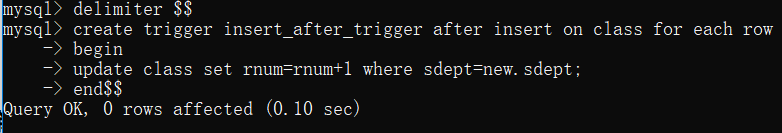 mysql> delimiter $$
mysql> create trigger insert_after_trigger after insert on class for each row
    -> begin
    -> update class set rnum=rnum+1 where sdept=new.sdept;
    -> end$$
Query OK, 0 rows affected (0.10 sec)